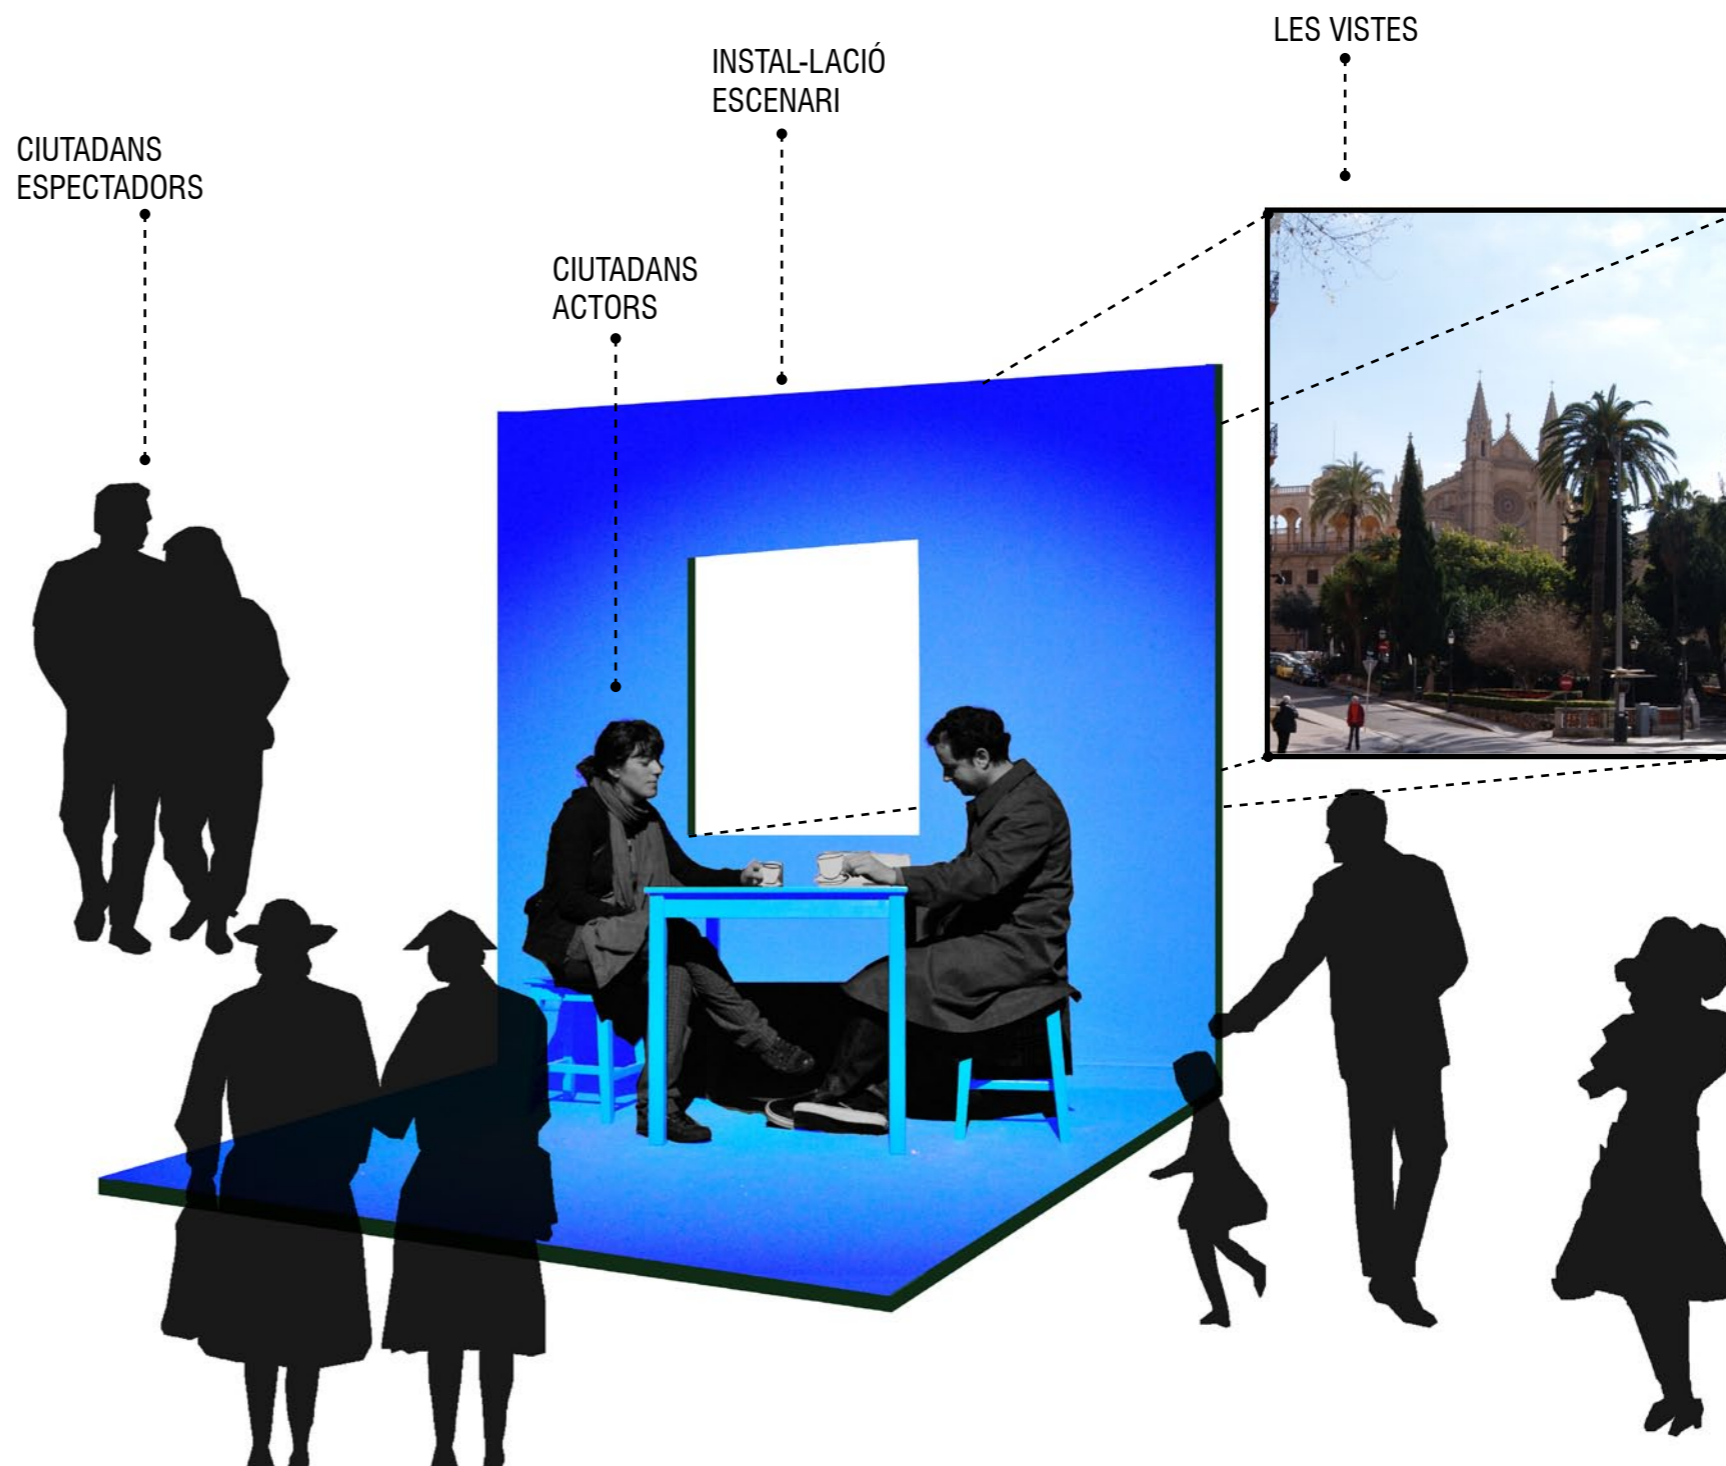 CIUTADANS
ESPECTADORS
CIUTADANS
ACTORS
INSTAL-LACIÓ
ESCENARI
LES VISTES